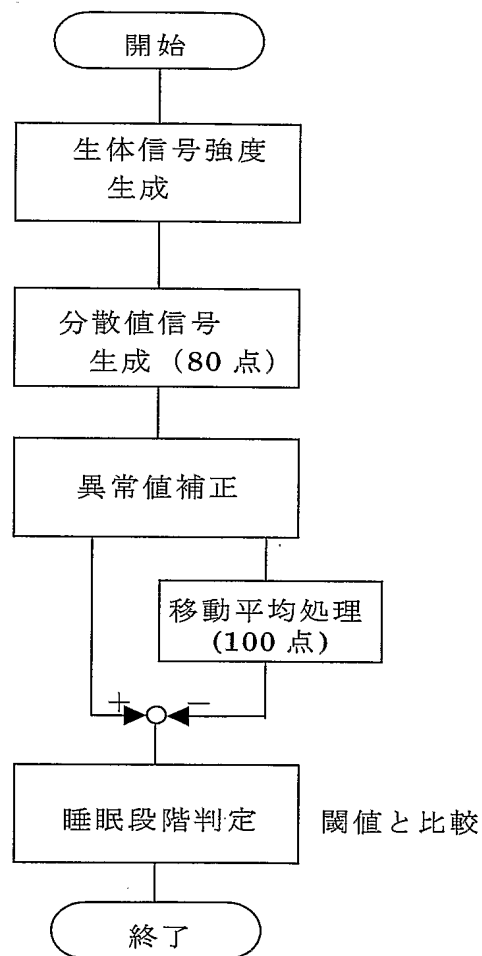 開始
生体信号強度
生成
分散値信号
生成（80点）
異常値補正
移動平均処理
(100点)
+
−
睡眠段階判定
閾値と比較
終了